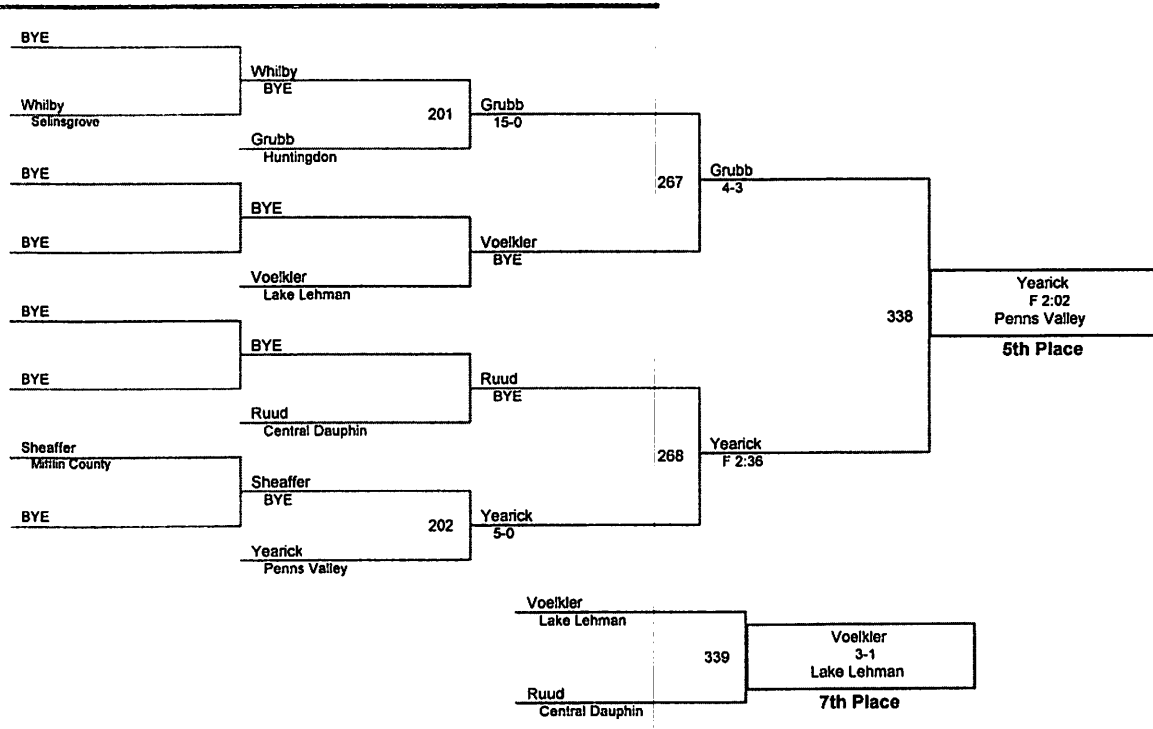 BYE
Whilby
BYE
Whilby
Selinsgrove
201
Grubb
15-0
Grubb
Huntingdon
BYE
267
Grubb
4-3
BYE
BYE
Voelkler
BYE
Voelkler
Lake Lehman
338
Yearick
F 2:02
Penns Valley
5th Place
BYE
BYE
BYE
Ruud
BYE
Ruud
Central Dauphin
Sheaffer
Mifflin County
268
Yearick
F 2:36
Sheaffer
BYE
BYE
202
Yearick
5-0
Yearick
Penns Valley
Voelkler
Lake Lehman
339
Voelkler
3-1
Lake Lehman
7th Place
Ruud
Central Dauphin